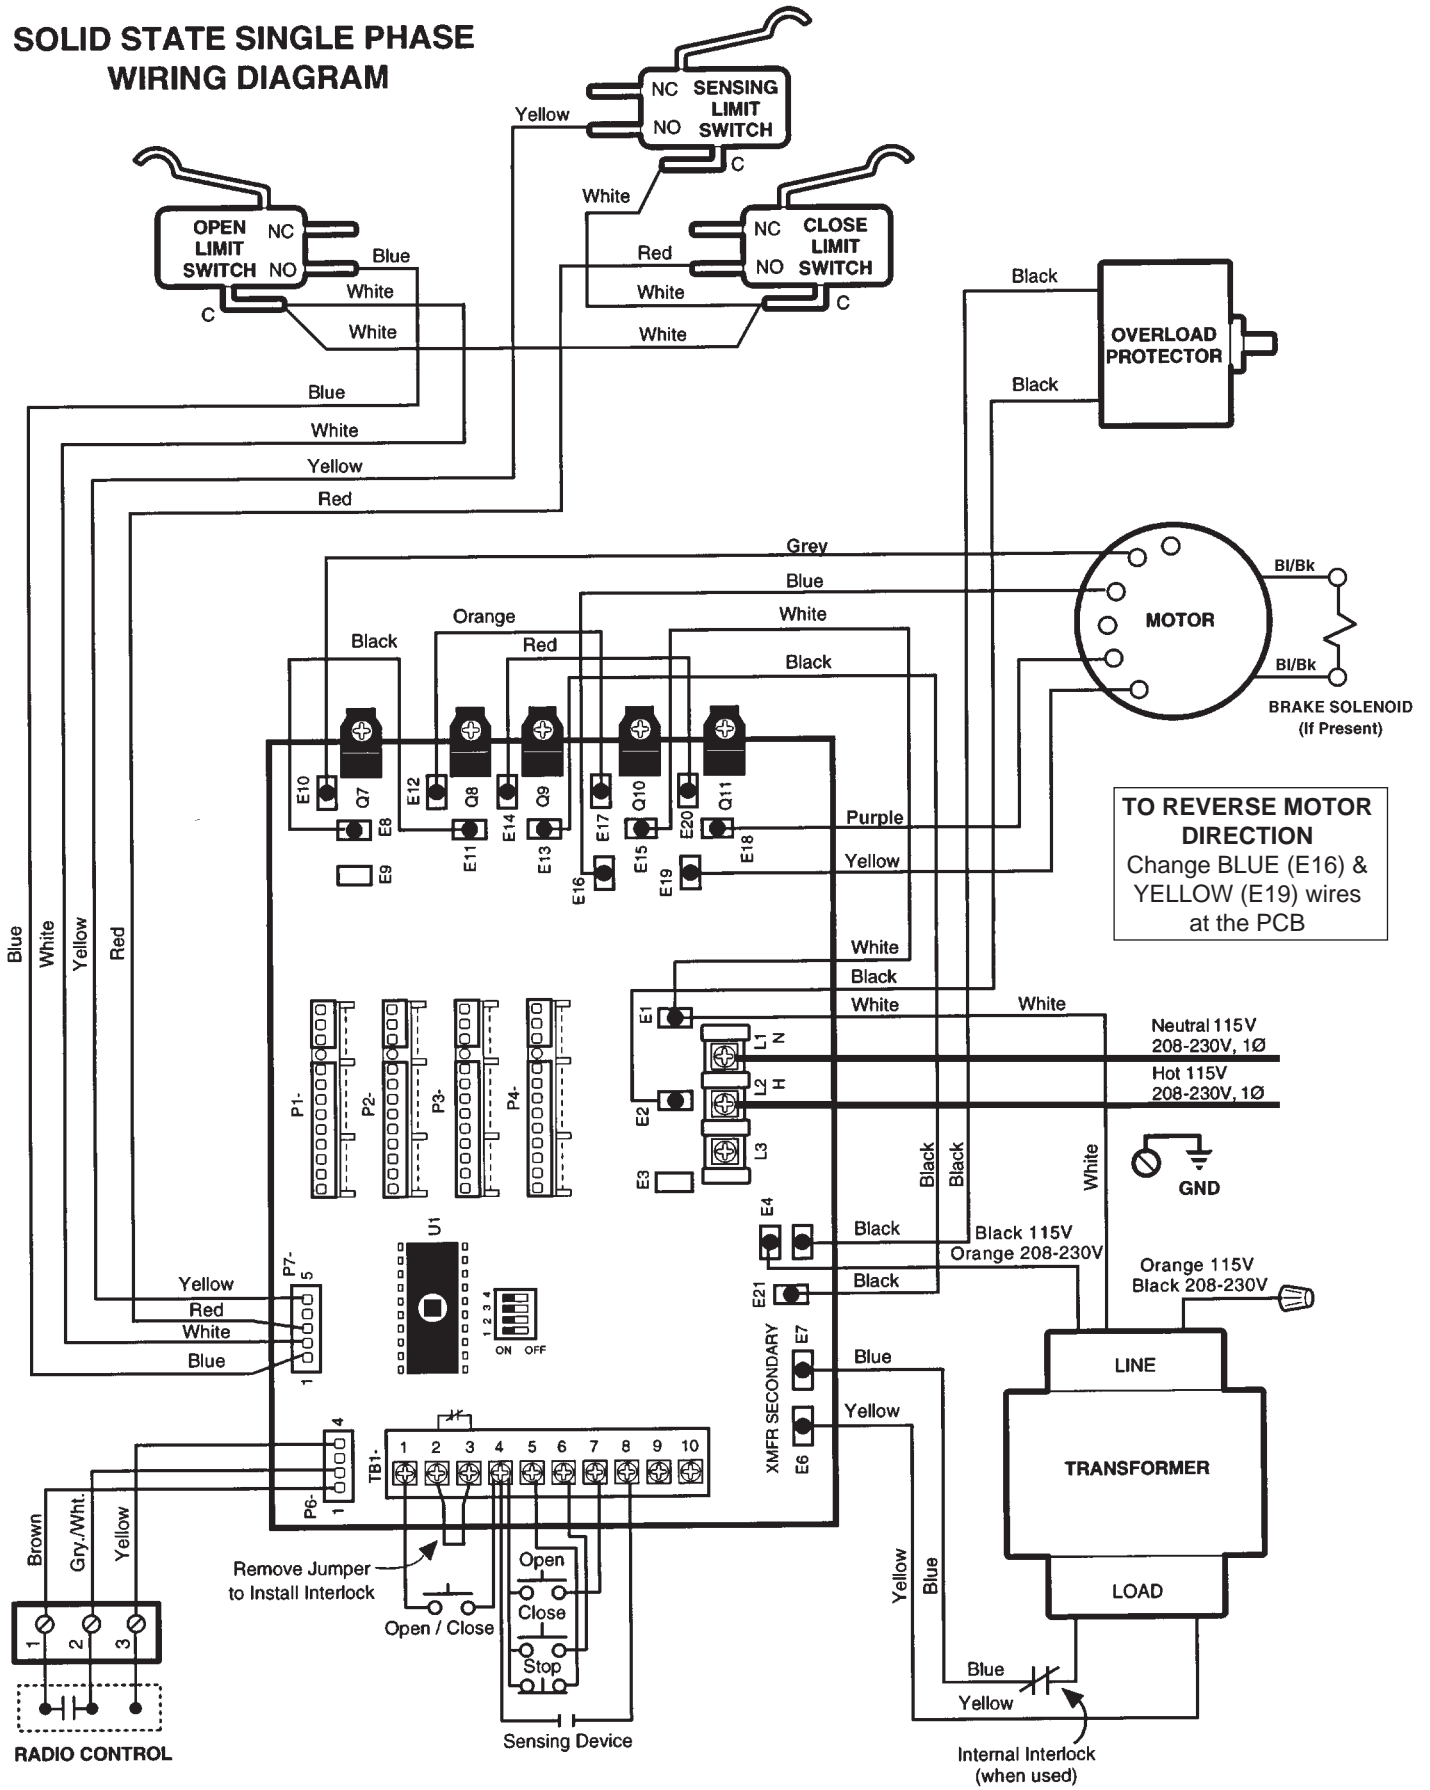 SOLID STATE SINGLE PHASE
WIRING DIAGRAM
NC SENSING
LIMIT
NO SWITCH
C
Yellow
White
OPEN
LIMIT
SWITCH
NC
NO
C
Blue
White
White
CLOSE
LIMIT
SWITCH
NC
NO
C
Red
White
White
Black
Black
OVERLOAD
PROTECTOR
Blue
White
Yellow
Red
Grey
Blue
White
Orange
Black
Red
Black
MOTOR
Bl/Bk
Bl/Bk
BRAKE SOLENOID
(If Present)
E10
Q7
E12
Q8
E14
Q9
E17
Q10
E20
Q11
E8
E11
E13
E15
E18
E9
E16
E19
Purple
Yellow
TO REVERSE MOTOR
DIRECTION
Change BLUE (E16) &
YELLOW (E19) wires
at the PCB
Blue
White
Yellow
Red
White
Black
White
White
E1
E2
E3
L1
N
L2
H
L3
Neutral 115V
208-230V, 1Ø
Hot 115V
208-230V, 1Ø
GND
P1-
P2-
P3-
P4-
Black
Black
White
U1
E4
Black
Black 115V
Orange 208-230V
Orange 115V
Black 208-230V
E21
Black
P7-
5
1
Yellow
Red
White
Blue
1 2 3 4
ON OFF
XMFR SECONDARY
E7
E6
Blue
Yellow
LINE
TRANSFORMER
LOAD
P6-
4
1
TB1-
1 2 3 4 5 6 7 8 9 10
Brown
Gry./Wht.
Yellow
Remove Jumper
to Install Interlock
Open / Close
Open
Close
Stop
Sensing Device
Yellow
Blue
Blue
Yellow
Internal Interlock
(when used)
1
2
3
RADIO CONTROL